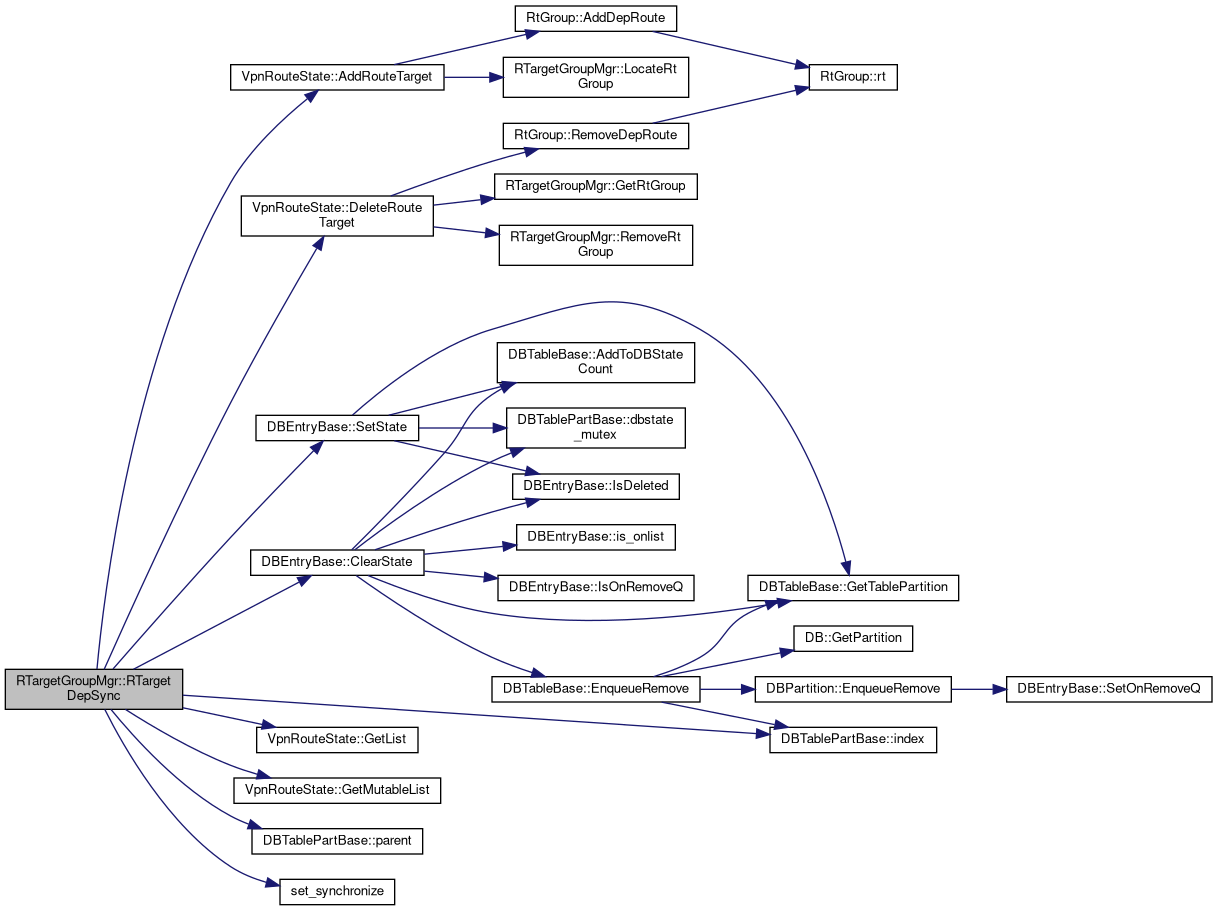 RtGroup::AddDepRoute
VpnRouteState::AddRouteTarget
RTargetGroupMgr::LocateRt
Group
RtGroup::rt
RtGroup::RemoveDepRoute
RTargetGroupMgr::GetRtGroup
VpnRouteState::DeleteRoute
Target
RTargetGroupMgr::RemoveRt
Group
DBTableBase::AddToDBState
Count
DBEntryBase::SetState
DBTablePartBase::dbstate
_mutex
DBEntryBase::IsDeleted
DBEntryBase::is_onlist
DBEntryBase::ClearState
DBEntryBase::IsOnRemoveQ
DBTableBase::GetTablePartition
DB::GetPartition
RTargetGroupMgr::RTarget
DepSync
DBTableBase::EnqueueRemove
DBPartition::EnqueueRemove
DBEntryBase::SetOnRemoveQ
VpnRouteState::GetList
DBTablePartBase::index
VpnRouteState::GetMutableList
DBTablePartBase::parent
set_synchronize